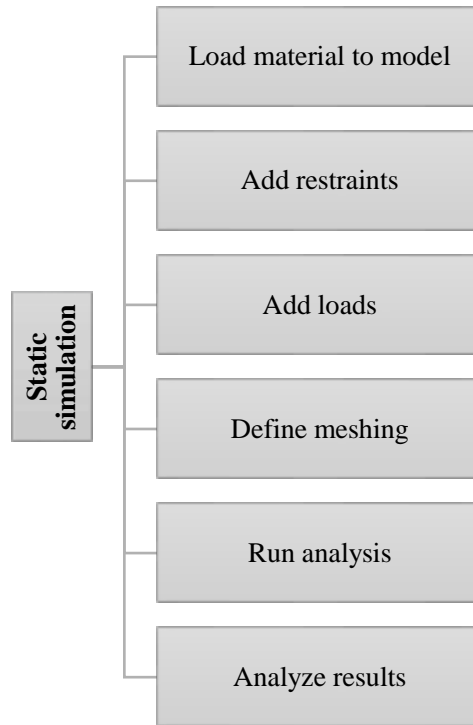 Static
simulation
Load material to model
Add restraints
Add loads
Define meshing
Run analysis
Analyze results